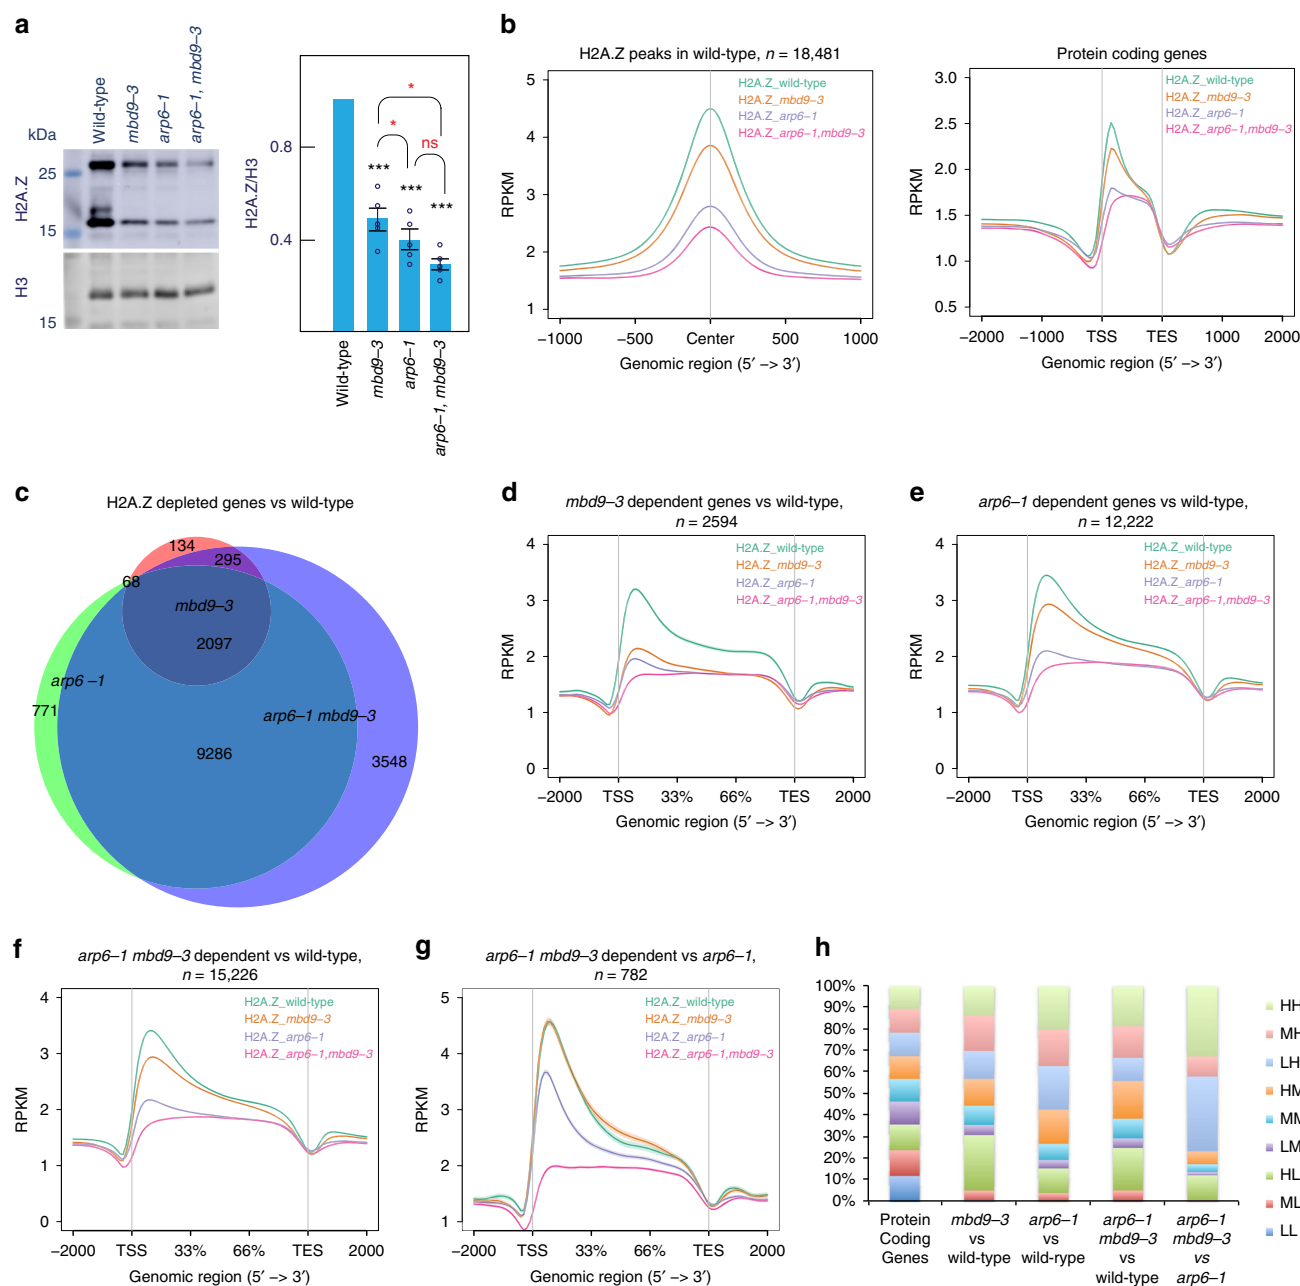 a
Wild-type
mbd9–3
arp6–1
arp6–1, mbd9–3
kDa
25
15
H2A.Z
H3
15
H2A.Z/H3
0.8
0.4
*
*
ns
***
***
***
Wild-type
mbd9–3
arp6–1
arp6–1, mbd9–3
b
H2A.Z peaks in wild-type, n = 18,481
H2A.Z_wild-type
H2A.Z_mbd9–3
H2A.Z_arp6–1
H2A.Z_arp6–1,mbd9–3
RPKM
5
4
3
2
1
−1000
−500
Center
500
1000
Genomic region (5′ –> 3′)
Protein coding genes
H2A.Z_wild-type
H2A.Z_mbd9–3
H2A.Z_arp6–1
H2A.Z_arp6–1,mbd9–3
RPKM
3.0
2.5
2.0
1.5
1.0
0.5
−2000
−1000
TSS
TES
1000
2000
Genomic region (5′ –> 3′)
c
H2A.Z depleted genes vs wild-type
134
295
68
mbd9–3
2097
arp6 –1
771
arp6–1 mbd9–3
9286
3548
d
mbd9–3 dependent genes vs wild-type,
n = 2594
H2A.Z_wild-type
H2A.Z_mbd9–3
H2A.Z_arp6–1
H2A.Z_arp6–1,mbd9–3
RPKM
4
3
2
1
0
−2000
TSS
33%
66%
TES
2000
Genomic region (5′ –> 3′)
e
arp6–1 dependent genes vs wild-type,
n = 12,222
H2A.Z_wild-type
H2A.Z_mbd9–3
H2A.Z_arp6–1
H2A.Z_arp6–1,mbd9–3
RPKM
4
3
2
1
0
−2000
TSS
33%
66%
TES
2000
Genomic region (5′ –> 3′)
f
arp6–1 mbd9–3 dependent vs wild-type,
n = 15,226
H2A.Z_wild-type
H2A.Z_mbd9–3
H2A.Z_arp6–1
H2A.Z_arp6–1,mbd9–3
RPKM
4
3
2
1
0
−2000
TSS
33%
66%
TES
2000
Genomic region (5′ –> 3′)
g
arp6–1 mbd9–3 dependent vs arp6–1,
n = 782
H2A.Z_wild-type
H2A.Z_mbd9–3
H2A.Z_arp6–1
H2A.Z_arp6–1,mbd9–3
RPKM
5
4
3
2
1
−2000
TSS
33%
66%
TES
2000
Genomic region (5′ –> 3′)
h
100%
90%
80%
70%
60%
50%
40%
30%
20%
10%
0%
Protein
Coding
Genes
mbd9–3
vs
wild-type
arp6–1
vs
wild-rype
arp6–1
mbd9–3
vs
wild-type
arp6–1
mbd9–3
vs
arp6–1
HH
MH
LH
HM
MM
LM
HL
ML
LL